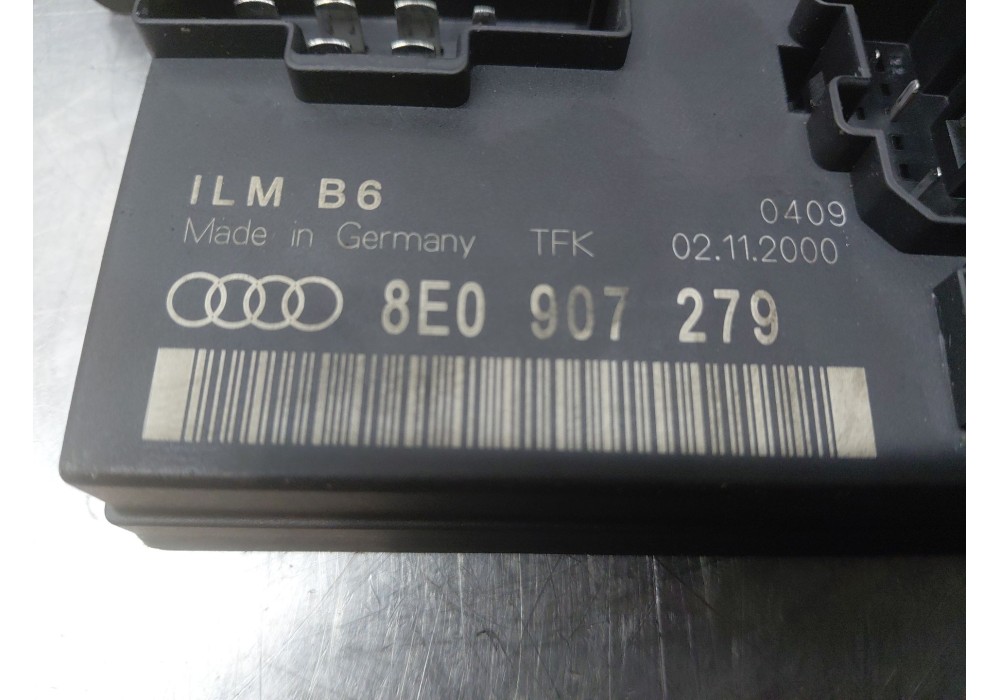 ILM B6 0409
Made in Germany TFK 02.11.2000
8E0 907 279